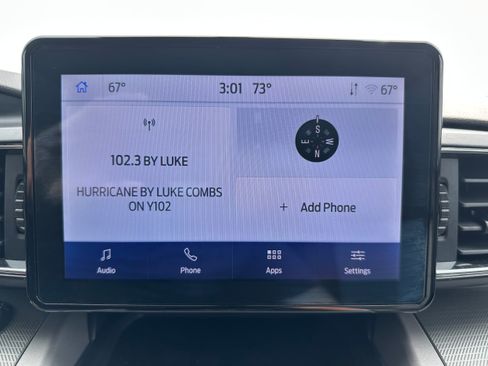 67° 3:01 73° 67°
102.3 BY LUKE
HURRICANE BY LUKE COMBS
ON Y102
S
E W
N
+ Add Phone
Audio Phone Apps Settings